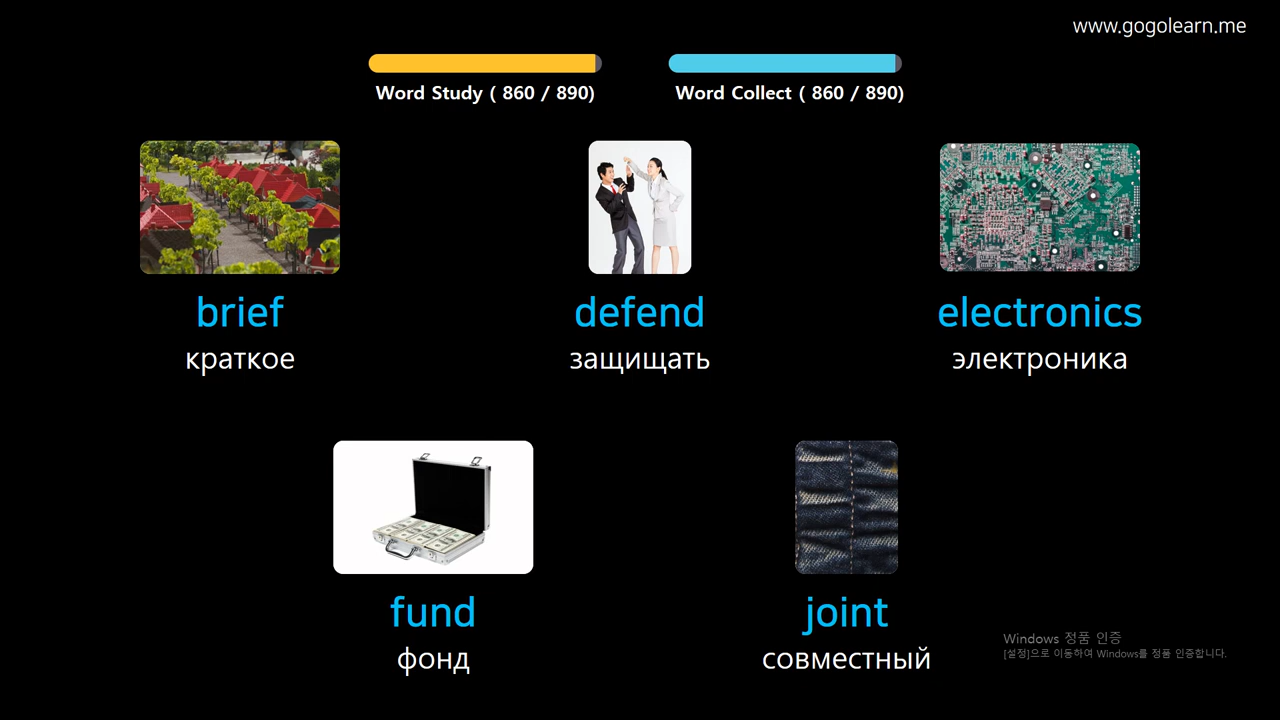 www.gogolearn.me
Word Study ( 860 / 890)
Word Collect ( 860 / 890)
brief
краткое
defend
защищать
electronics
электроника
fund
фонд
joint
совместный
Windows 정품 인증
[설정]으로 이동하여 Windows를 정품 인증합니다.